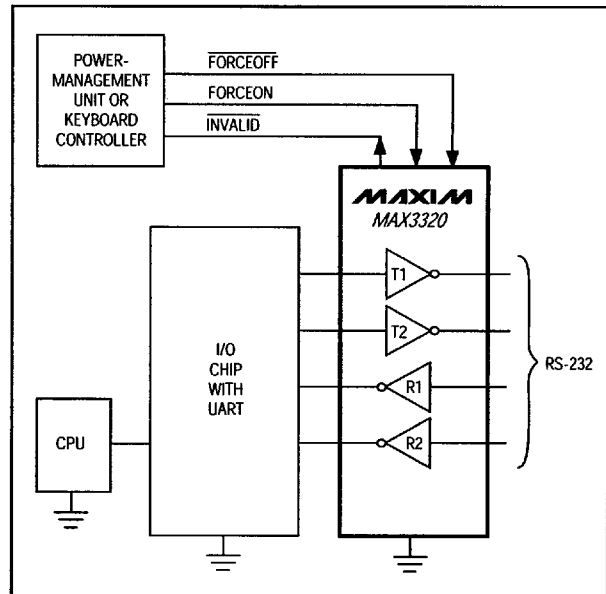 POWER-
MANAGEMENT
UNIT OR
KEYBOARD
CONTROLLER
FORCEOFF
FORCEON
INVALID
MAXIM
MAX3320
T1
T2
R1
R2
I/O
CHIP
WITH
UART
CPU
RS-232